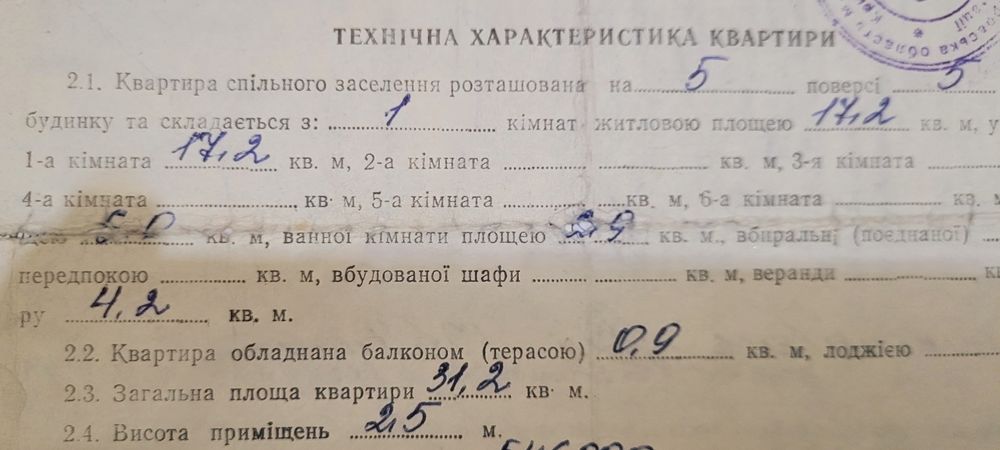 ТЕХНІЧНА ХАРАКТЕРИСТИКА КВАРТИРИ
2.1. Квартира спільного заселення розташована на 5 поверсі 5
будинку та складається з: 1 кімнат житловою площею 17,2 кв. м, у
1-а кімната 17,2 кв. м, 2-а кімната кв. м, 3-я кімната
4-а кімната кв. м, 5-а кімната кв. м, 6-а кімната кв. м
кв. м, ванної кімнати площею кв. м., вбиральні (поєднаної)
передпокою кв. м, вбудованої шафи кв. м, веранди
ру 4,2 кв. м.
2.2. Квартира обладнана балконом (терасою) 0,9 кв. м, лоджією
2.3. Загальна площа квартири 31,2 кв. м.
2.4. Висота приміщень 2,5 м.